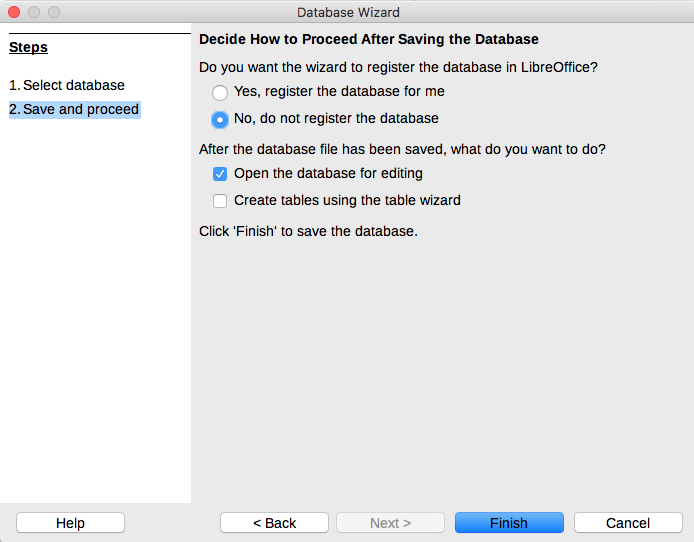 Database Wizard
Steps
1. Select database
2. Save and proceed
Decide How to Proceed After Saving the Database
Do you want the wizard to register the database in LibreOffice?
Yes, register the database for me
No, do not register the database
After the database file has been saved, what do you want to do?
Open the database for editing
Create tables using the table wizard
Click 'Finish' to save the database.
Help
< Back
Next >
Finish
Cancel